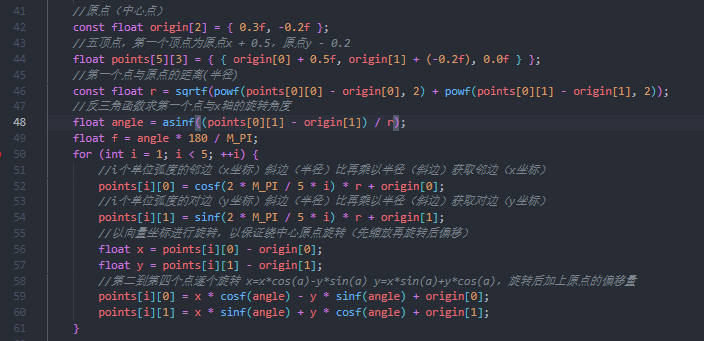 41 //原点（中心点）
42 const float origin[2] = { 0.3f, -0.2f };
43 //五顶点，第一个顶点为原点x + 0.5，原点y - 0.2
44 float points[5][3] = { { origin[0] + 0.5f, origin[1] + (-0.2f), 0.0f } };
45 //第一个点与原点的距离(半径)
46 const float r = sqrtf(powf(points[0][0] - origin[0], 2) + powf(points[0][1] - origin[1], 2));
47 //反三角函数求第一个点与x轴的旋转角度
48 float angle = asinf((points[0][1] - origin[1]) / r);
49 float f = angle * 180 / M_PI;
50 for (int i = 1; i < 5; ++i) {
51 //i个单位弧度的邻边（x坐标）斜边（半径）比再乘以半径（斜边）获取邻边（x坐标）
52 points[i][0] = cosf(2 * M_PI / 5 * i) * r + origin[0];
53 //i个单位弧度的对边（y坐标）斜边（半径）比再乘以半径（斜边）获取对边（y坐标）
54 points[i][1] = sinf(2 * M_PI / 5 * i) * r + origin[1];
55 //以向量坐标进行旋转，以保证绕中心原点旋转（先缩放再旋转后偏移）
56 float x = points[i][0] - origin[0];
57 float y = points[i][1] - origin[1];
58 //第二到第四个点逐个旋转 x=x*cos(a)-y*sin(a) y=x*sin(a)+y*cos(a)，旋转后加上原点的偏移量
59 points[i][0] = x * cosf(angle) - y * sinf(angle) + origin[0];
60 points[i][1] = x * sinf(angle) + y * cosf(angle) + origin[1];
61 }